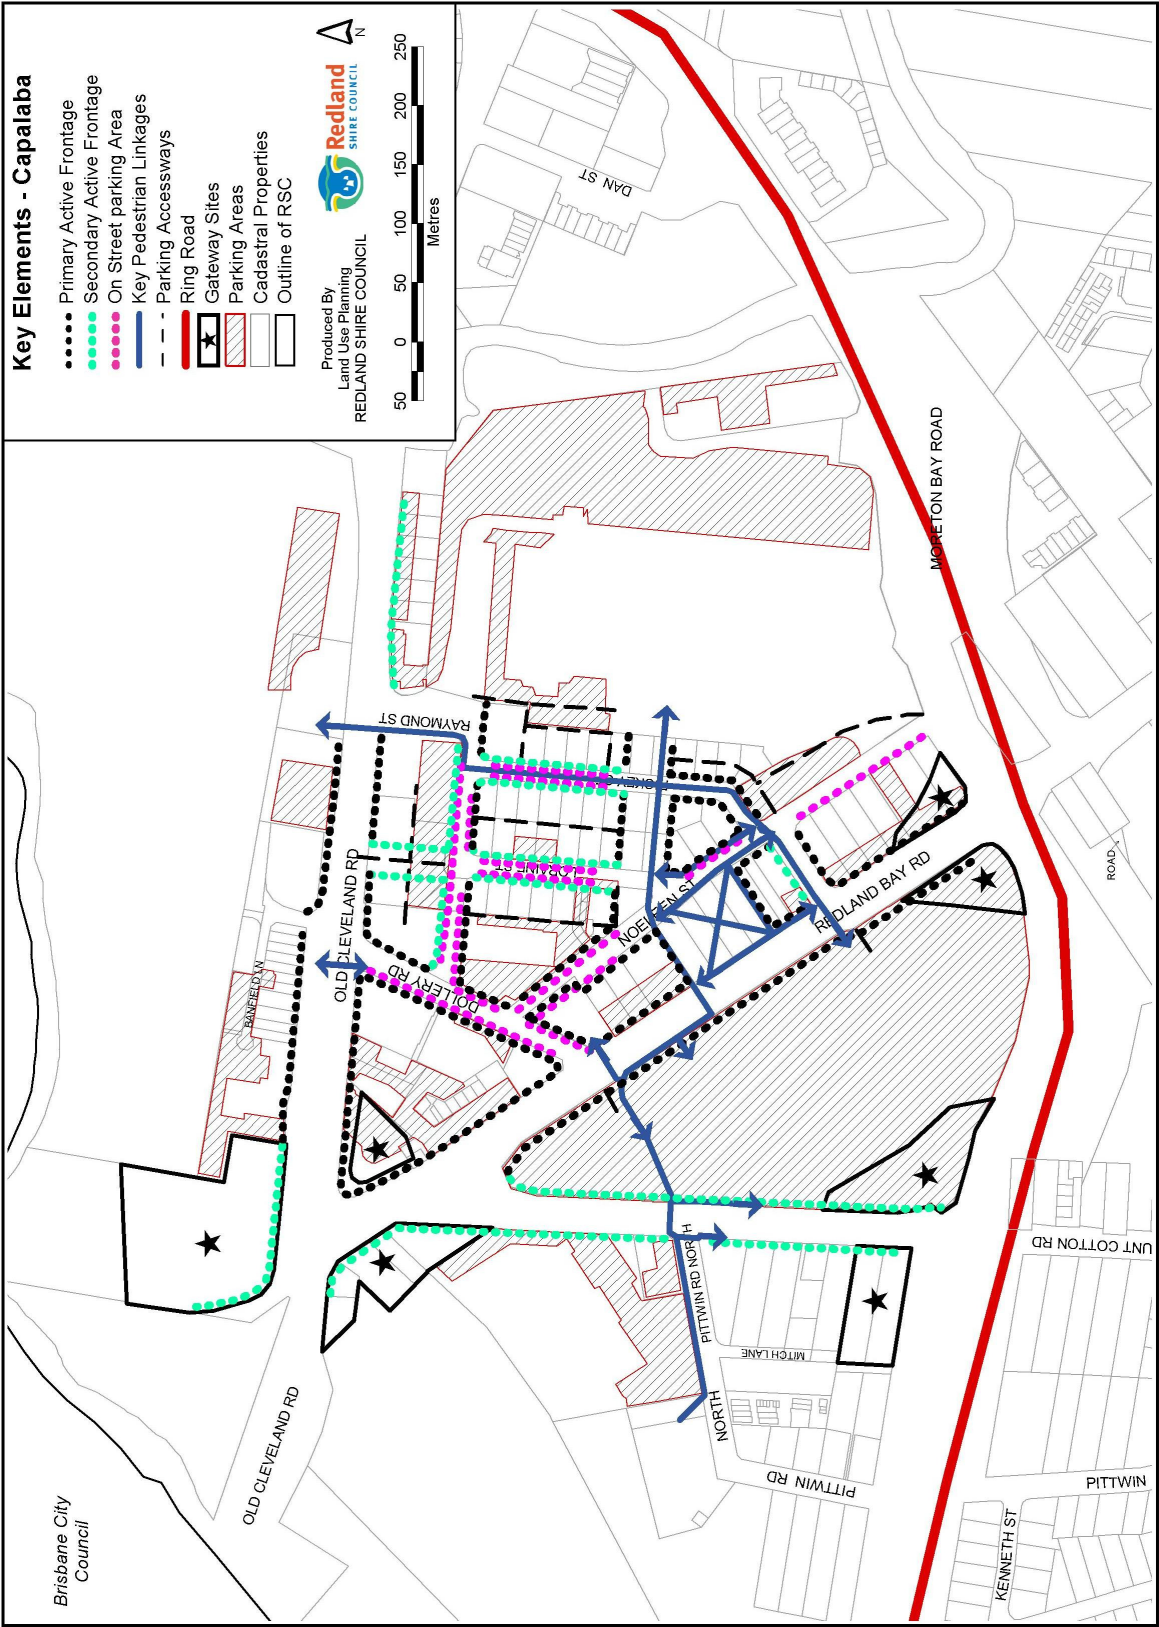 Key Elements - Capalaba
Primary Active Frontage
Secondary Active Frontage
On Street parking Area
Key Pedestrian Linkages
Parking Accessways
Ring Road
Gateway Sites
Parking Areas
Cadastral Properties
Outline of RSC
Produced By
Land Use Planning
REDLAND SHIRE COUNCIL
Redland
SHIRE COUNCIL
N
50 0 50 100 150 200 250
Metres
Brisbane City
Council
OLD CLEVELAND RD
OLD CLEVELAND RD
BANFIELD LN
DOLLERY RD
RAYMOND ST
NOELEEN ST
REDLAND BAY RD
MORETON BAY ROAD
DAN ST
ROAD
PITTWIN RD NORTH
NORTH
MITCH LANE
PITTWIN RD
UNT COTTON RD
PITTWIN
KENNETH ST